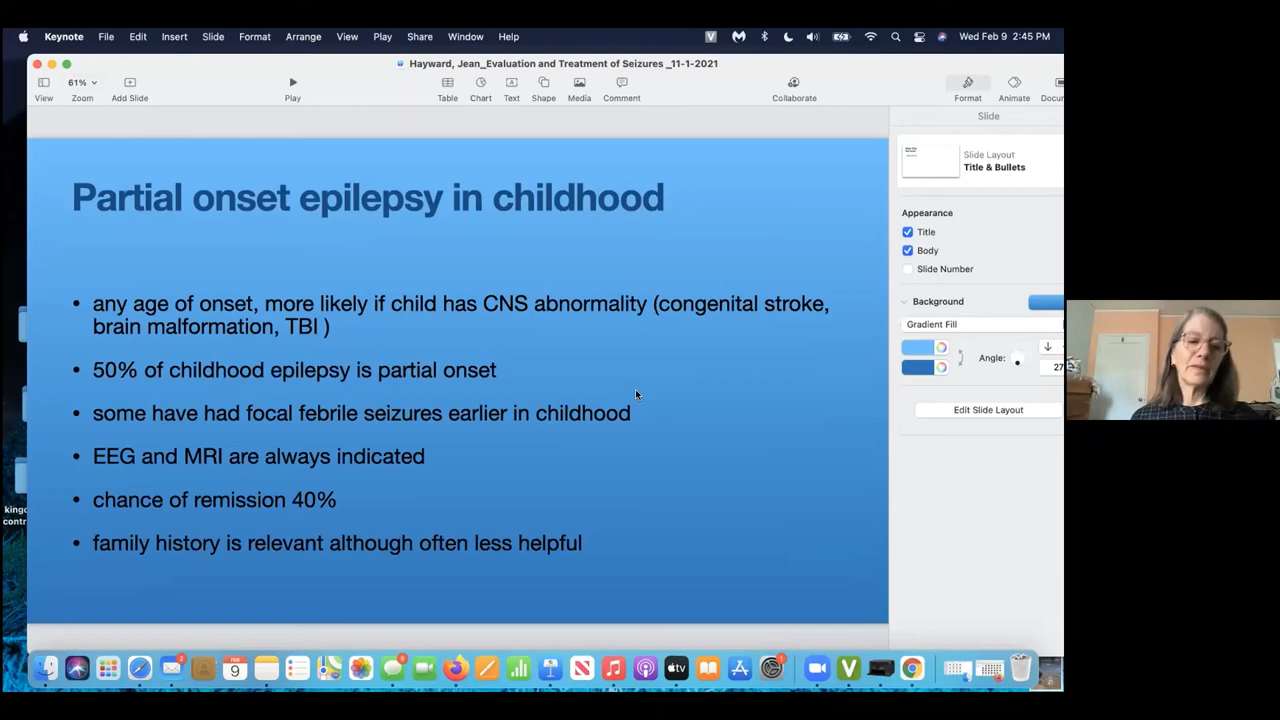 Keynote File Edit Insert Slide Format Arrange View Play Share Window Help Wed Feb 9 2:45 PM
Hayward, Jean_Evaluation and Treatment of Seizures _11-1-2021
61%
View Zoom Add Slide Play Table Chart Text Shape Media Comment Collaborate Format Animate
Slide
Slide Layout
Title & Bullets
Appearance
Title
Body
Slide Number
Background
Gradient Fill
Angle:
27
Edit Slide Layout
Partial onset epilepsy in childhood
• any age of onset, more likely if child has CNS abnormality (congenital stroke,
brain malformation, TBI )
• 50% of childhood epilepsy is partial onset
• some have had focal febrile seizures earlier in childhood
• EEG and MRI are always indicated
• chance of remission 40%
• family history is relevant although often less helpful
FEB
9
tv